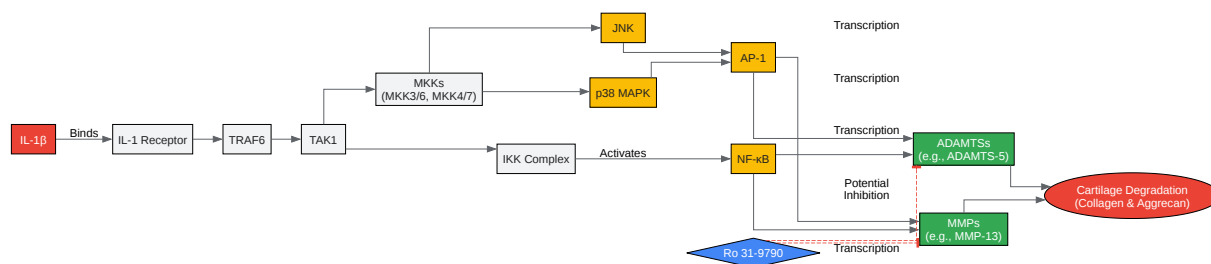 JNK
Transcription
AP-1
Transcription
MKKs
(MKK3/6, MKK4/7)
p38 MAPK
IL-1β
Binds
IL-1 Receptor
TRAF6
TAK1
IKK Complex
Activates
NF-κB
Transcription
ADAMTSs
(e.g., ADAMTS-5)
Potential
Inhibition
Cartilage Degradation
(Collagen & Aggrecan)
MMPs
(e.g., MMP-13)
Ro 31-9790
Transcription